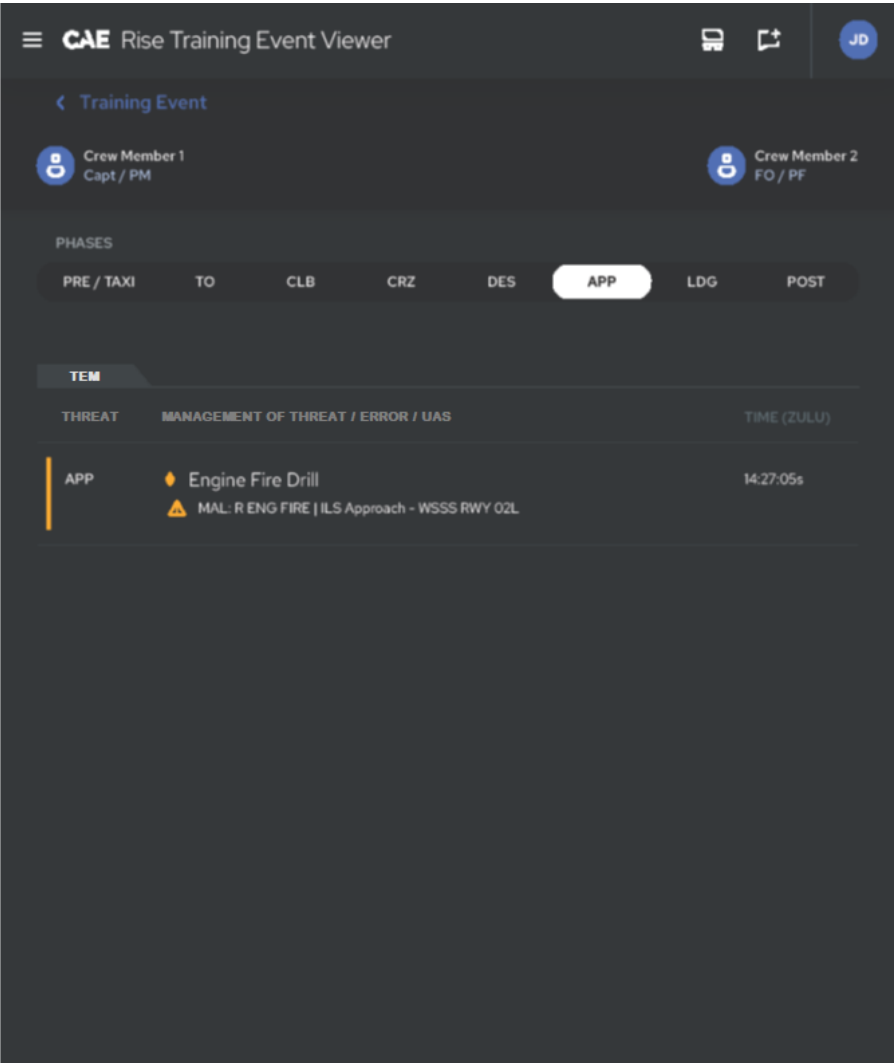 CAE Rise Training Event Viewer
JD
Training Event
Crew Member 1
Capt / PM
Crew Member 2
FO / PF
PHASES
PRE / TAXI TO CLB CRZ DES APP LDG POST
TEM
THREAT MANAGEMENT OF THREAT / ERROR / UAS TIME (ZULU)
APP Engine Fire Drill 14:27:05s
MAL: R ENG FIRE | ILS Approach - WSSS RWY 02L